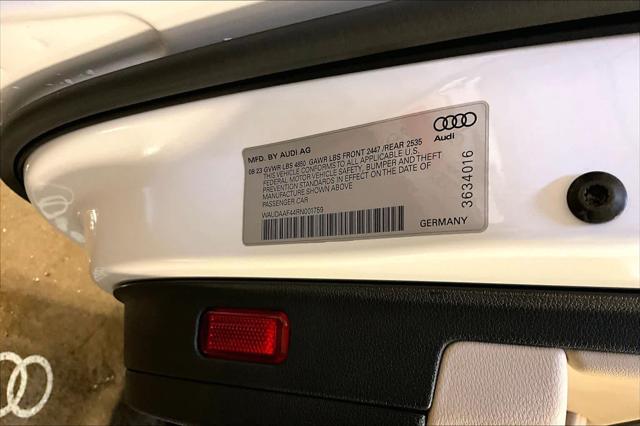 MFD. BY AUDI AG
08 23 GVWR LBS 4850 GAWR LBS FRONT 2447 /REAR 2535
THIS VEHICLE CONFORMS TO ALL APPLICABLE U.S.
FEDERAL MOTOR VEHICLE SAFETY, BUMPER AND THEFT
PREVENTION STANDARDS IN EFFECT ON THE DATE OF
MANUFACTURE SHOWN ABOVE
PASSENGER CAR
WAUDAAF44RN001759
Audi
3634016
GERMANY